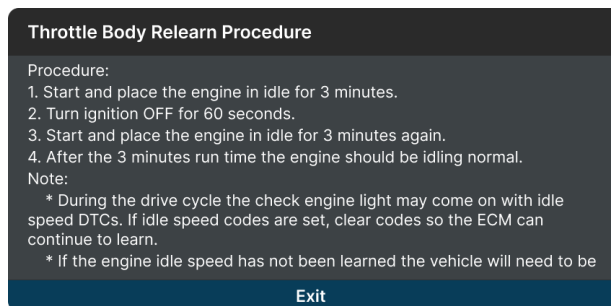 Throttle Body Relearn Procedure
Procedure:
1. Start and place the engine in idle for 3 minutes.
2. Turn ignition OFF for 60 seconds.
3. Start and place the engine in idle for 3 minutes again.
4. After the 3 minutes run time the engine should be idling normal.
Note:
* During the drive cycle the check engine light may come on with idle
speed DTCs. If idle speed codes are set, clear codes so the ECM can
continue to learn.
* If the engine idle speed has not been learned the vehicle will need to be
Exit